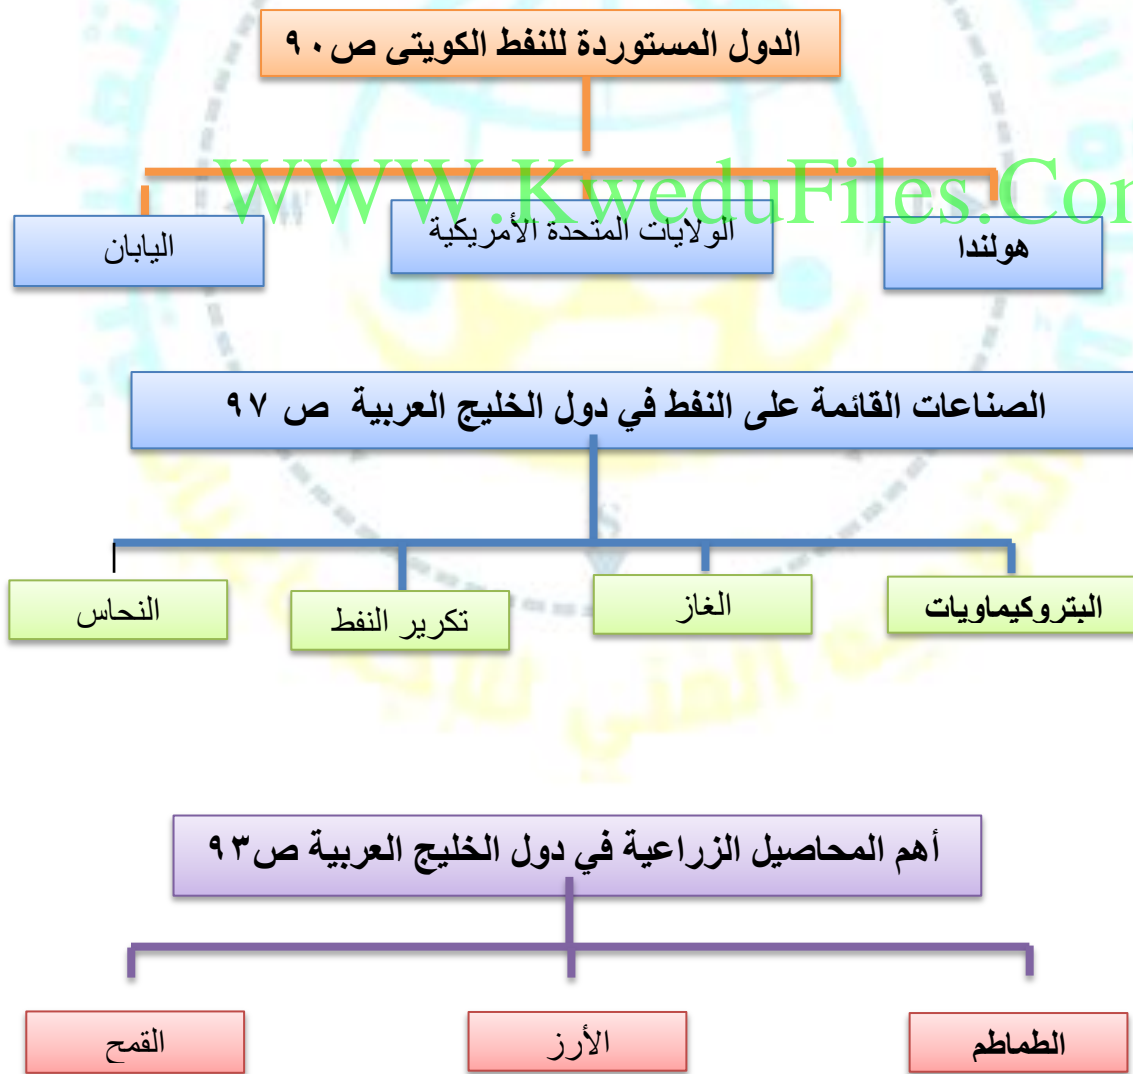 الدول المستوردة للنفط الكويتى ص٩٠
WWW.KweduFiles.Com
هولندا
الولايات المتحدة الأمريكية
اليابان
الصناعات القائمة على النفط في دول الخليج العربية ص ٩٧
البتروكيماويات
الغاز
تكرير النفط
النحاس
أهم المحاصيل الزراعية في دول الخليج العربية ص٩٣
الطماطم
الأرز
القمح